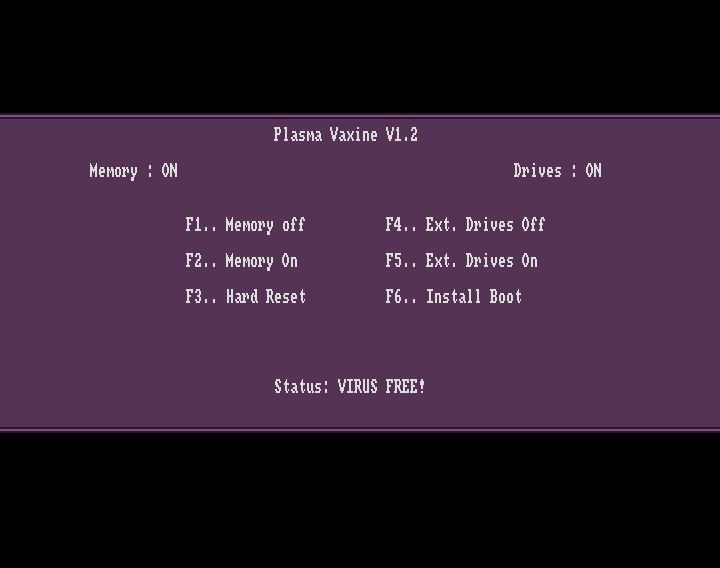 Plasma Vaxine V1.2
Memory : ON Drives : ON
F1.. Memory off F4.. Ext. Drives Off
F2.. Memory On F5.. Ext. Drives On
F3.. Hard Reset F6.. Install Boot
Status: VIRUS FREE!